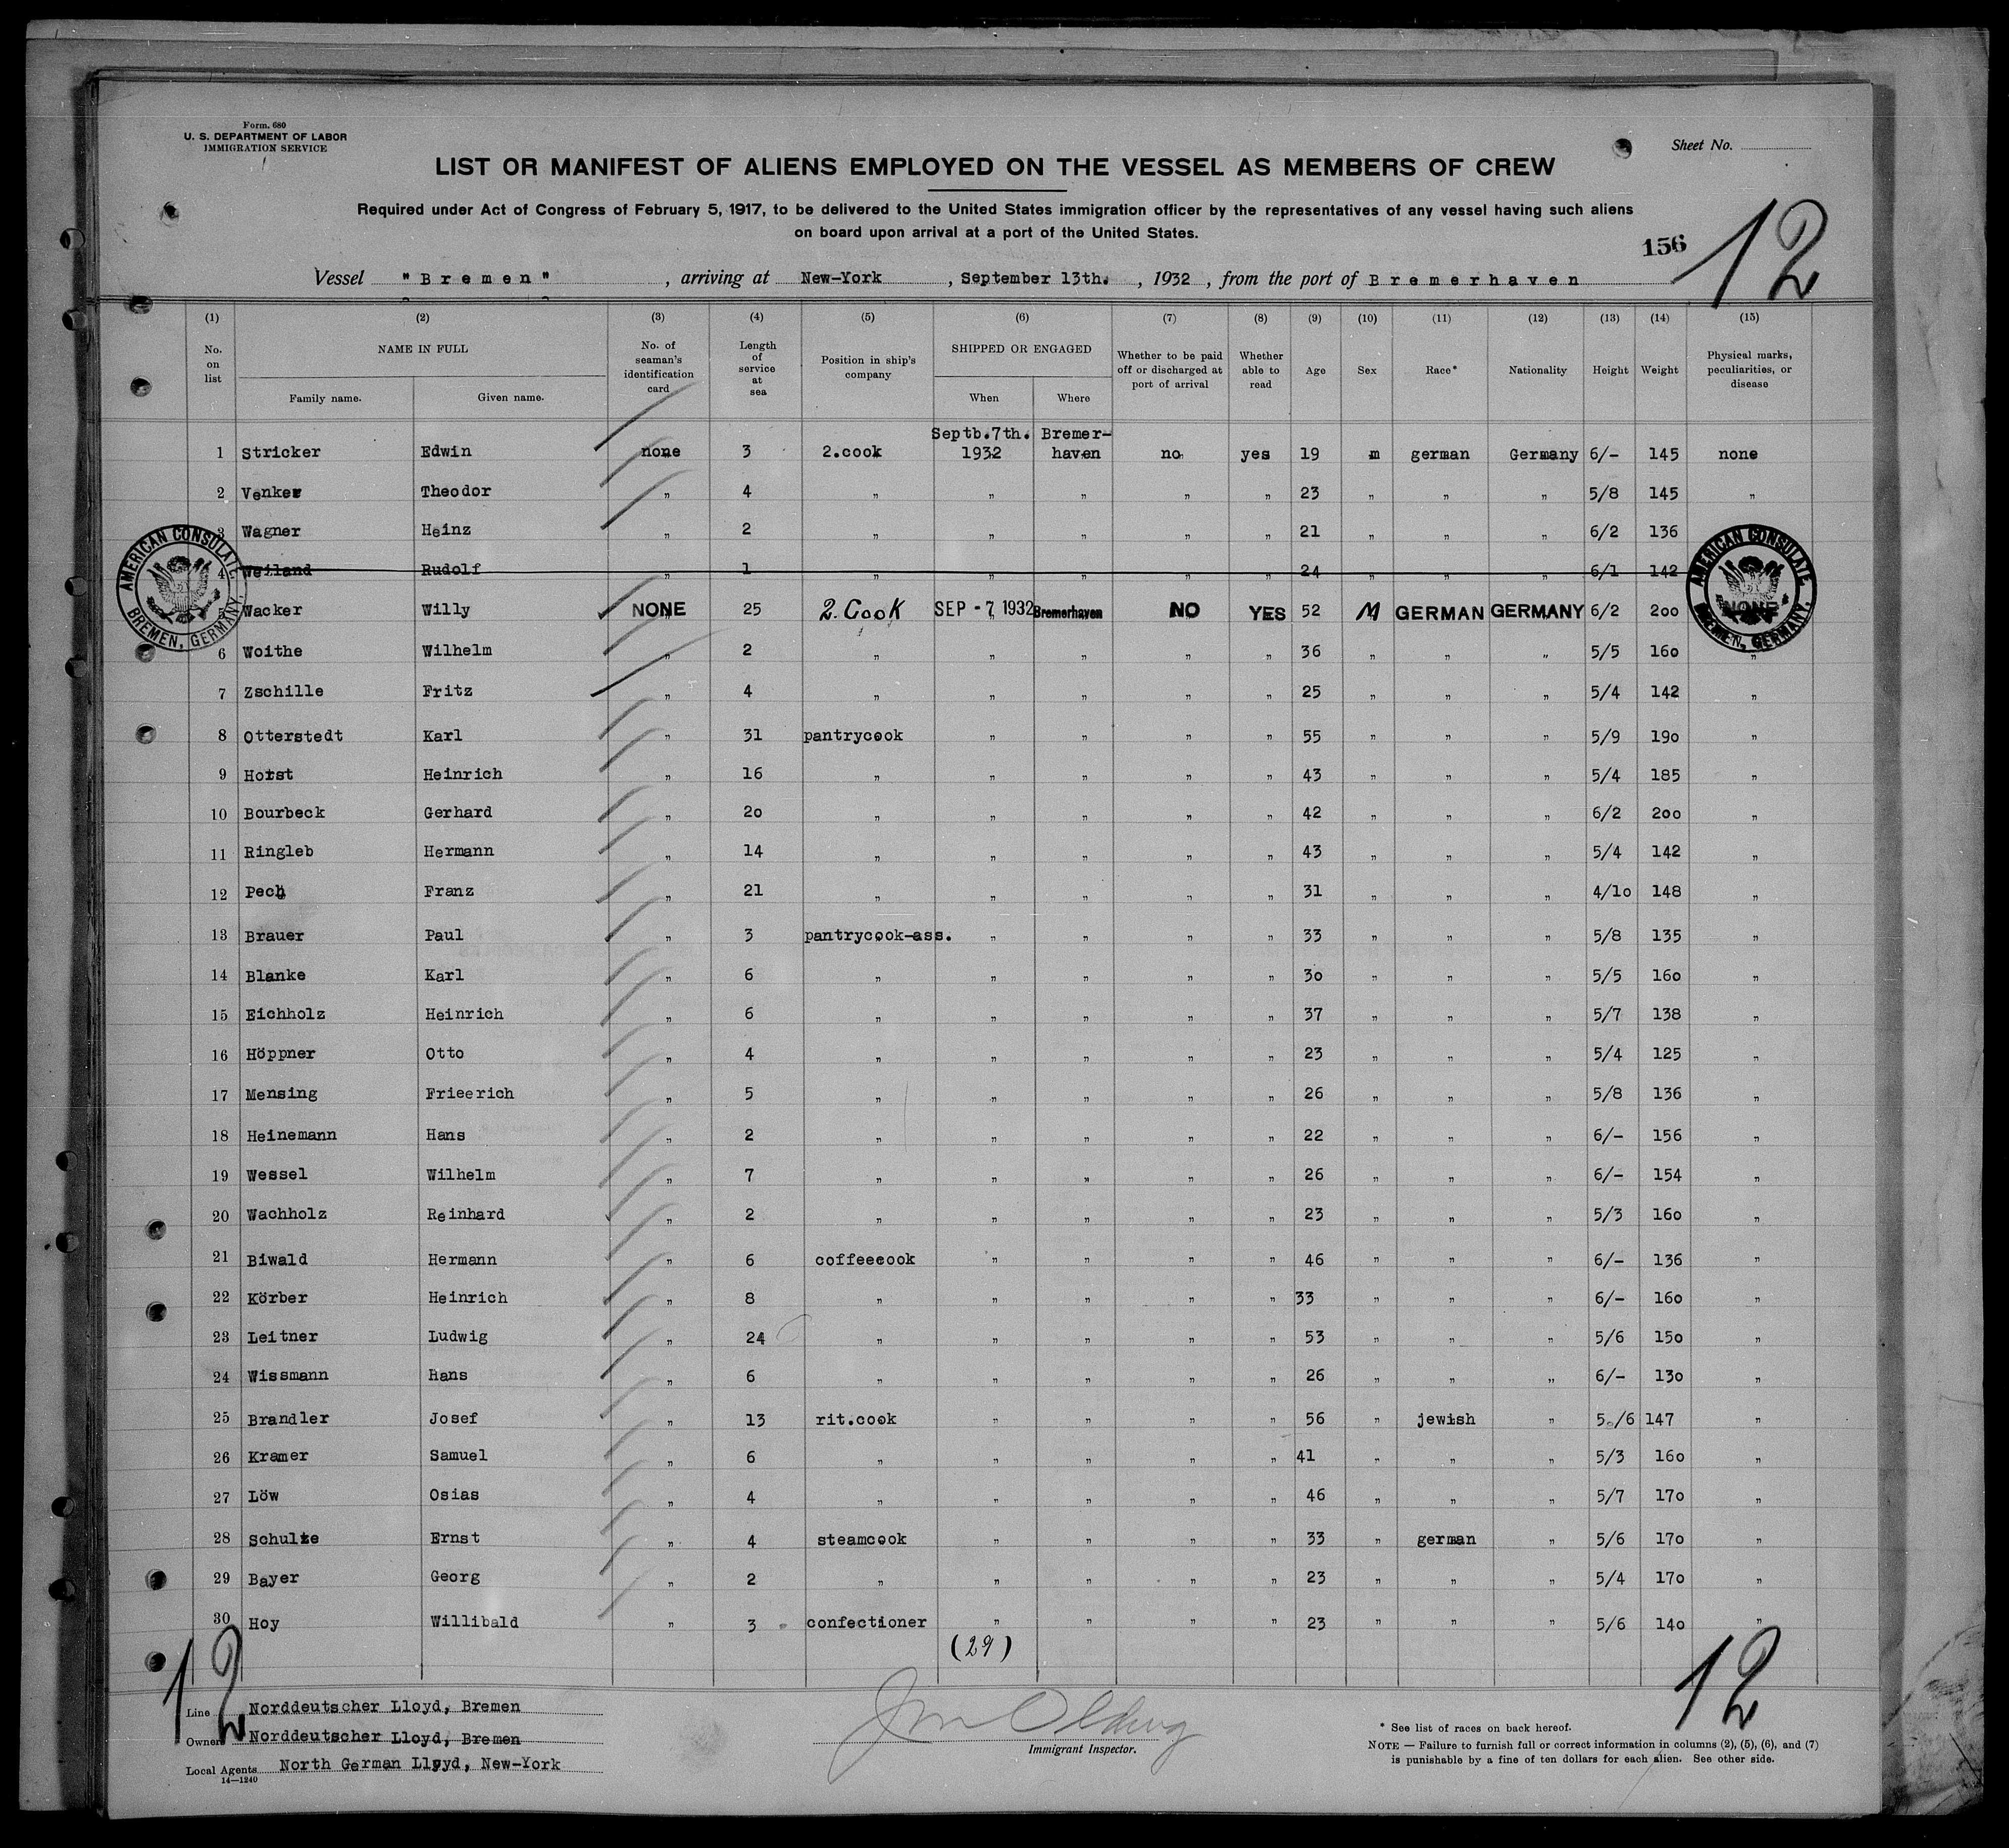 Form 680
U. S. DEPARTMENT OF LABOR
IMMIGRATION SERVICE
Sheet No.
LIST OR MANIFEST OF ALIENS EMPLOYED ON THE VESSEL AS MEMBERS OF CREW
Required under Act of Congress of February 5, 1917, to be delivered to the United States immigration officer by the representatives of any vessel having such aliens
on board upon arrival at a port of the United States.
156 12
Vessel "Bremen" , arriving at New-York , September 13th. , 1932 , from the port of Bremerhaven
(1) (2) (3) (4) (5) (6) (7) (8) (9) (10) (11) (12) (13) (14) (15)
No. on list NAME IN FULL Family name. Given name. No. of seaman's identification card Length of service at sea Position in ship's company SHIPPED OR ENGAGED When Where Whether to be paid off or discharged at port of arrival Whether able to read Age Sex Race* Nationality Height Weight Physical marks, peculiarities, or disease
1 Stricker Edwin none 3 2.cook Septb.7th. 1932 Bremer-haven no yes 19 m german Germany 6/- 145 none
2 Venker Theodor " 4 " " " " " 23 " " " 5/8 145 "
3 Wagner Heinz " 2 " " " " " 21 " " " 6/2 136
4 Weiland Rudolf " 1 " " " " " 24 " " " 6/1 142
5 Wacker Willy NONE 25 2. Cook SEP - 7 1932 Bremerhaven NO YES 52 M GERMAN GERMANY 6/2 200 NONE
6 Woithe Wilhelm " 2 " " " " " 36 " " " 5/5 160 "
7 Zschille Fritz " 4 " " " " " 25 " " " 5/4 142 "
8 Otterstedt Karl " 31 pantrycook " " " " 55 " " " 5/9 190 "
9 Horst Heinrich " 16 " " " " " 43 " " " 5/4 185 "
10 Bourbeck Gerhard " 20 " " " " " 42 " " " 6/2 200 "
11 Ringleb Hermann " 14 " " " " " 43 " " " 5/4 142 "
12 Pech Franz " 21 " " " " " 31 " " " 4/10 148 "
13 Brauer Paul " 3 pantrycook-ass. " " " " 33 " " " 5/8 135 "
14 Blanke Karl " 6 " " " " " 30 " " " 5/5 160 "
15 Eichholz Heinrich " 6 " " " " " 37 " " " 5/7 138 "
16 Höppner Otto " 4 " " " " " 23 " " " 5/4 125 "
17 Mensing Frieerich " 5 " " " " " 26 " " " 5/8 136 "
18 Heinemann Hans " 2 " " " " " 22 " " " 6/- 156 "
19 Wessel Wilhelm " 7 " " " " " 26 " " " 6/- 154 "
20 Wachholz Reinhard " 2 " " " " " 23 " " " 5/3 160 "
21 Biwald Hermann " 6 coffeecook " " " " 46 " " " 6/- 136 "
22 Körber Heinrich " 8 " " " " " 33 " " " 6/- 160 "
23 Leitner Ludwig " 24 " " " " " 53 " " " 5/6 150 "
24 Wissmann Hans " 6 " " " " " 26 " " " 6/- 130 "
25 Brandler Josef " 13 rit.cook " " " " 56 " jewish " 5./6 147 "
26 Kramer Samuel " 6 " " " " " 41 " " " 5/3 160 "
27 Löw Osias " 4 " " " " " 46 " " " 5/7 170 "
28 Schulze Ernst " 4 steamcook " " " " 33 " german " 5/6 170 "
29 Bayer Georg " 2 " " " " " 23 " " " 5/4 170 "
30 Hoy Willibald " 3 confectioner " " " " 23 " " " 5/6 140 "
(29)
AMERICAN CONSULATE, BREMEN, GERMANY.
AMERICAN CONSULATE, BREMEN, GERMANY.
12 12
Line Norddeutscher Lloyd, Bremen
Owner Norddeutscher Lloyd, Bremen
Local Agents North German Lloyd, New-York
14—1240
Immigrant Inspector.
* See list of races on back hereof.
NOTE — Failure to furnish full or correct information in columns (2), (5), (6), and (7)
is punishable by a fine of ten dollars for each alien. See other side.